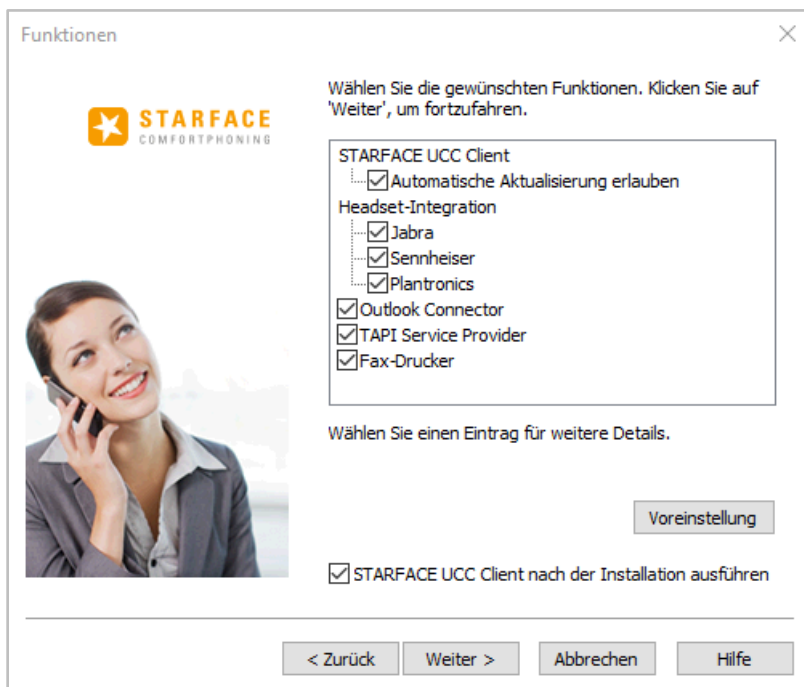 Funktionen
STARFACE
COMFORTPHONING
Wählen Sie die gewünschten Funktionen. Klicken Sie auf
'Weiter', um fortzufahren.
STARFACE UCC Client
Automatische Aktualisierung erlauben
Headset-Integration
Jabra
Sennheiser
Plantronics
Outlook Connector
TAPI Service Provider
Fax-Drucker
Wählen Sie einen Eintrag für weitere Details.
Voreinstellung
STARFACE UCC Client nach der Installation ausführen
< Zurück
Weiter >
Abbrechen
Hilfe